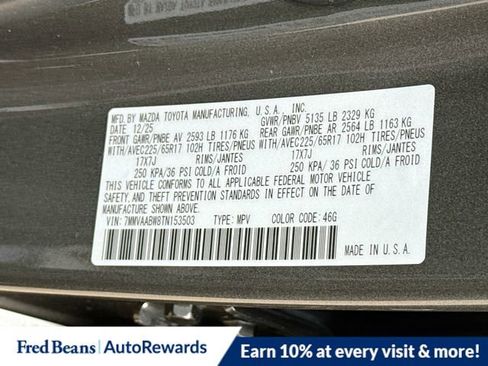 MFD. BY MAZDA TOYOTA MANUFACTURING, U.S.A., INC.
DATE 12/25 GVWR/PNBV 5135 LB 2329 KG
FRONT GAWR/PNBE AV 2593 LB 1176 KG REAR GAWR/PNBE AR 2564 LB 1163 KG
WITH/AVEC225/65R17 102H TIRES/PNEUS WITH/AVEC225/65R17 102H TIRES/PNEUS
17X7J RIMS/JANTES 17X7J RIMS/JANTES
250 KPA/36 PSI COLD/A FROID 250 KPA/36 PSI COLD/A FROID
THIS VEHICLE CONFORMS TO ALL APPLICABLE FEDERAL MOTOR VEHICLE
SAFETY, AND THEFT PREVENTION STANDARDS IN EFFECT ON THE DATE OF
MANUFACTURE SHOWN ABOVE.
VIN: 7MMVAABW8TN153503 TYPE: MPV COLOR CODE: 46G
MADE IN U.S.A.
Fred Beans AutoRewards
Earn 10% at every visit & more!